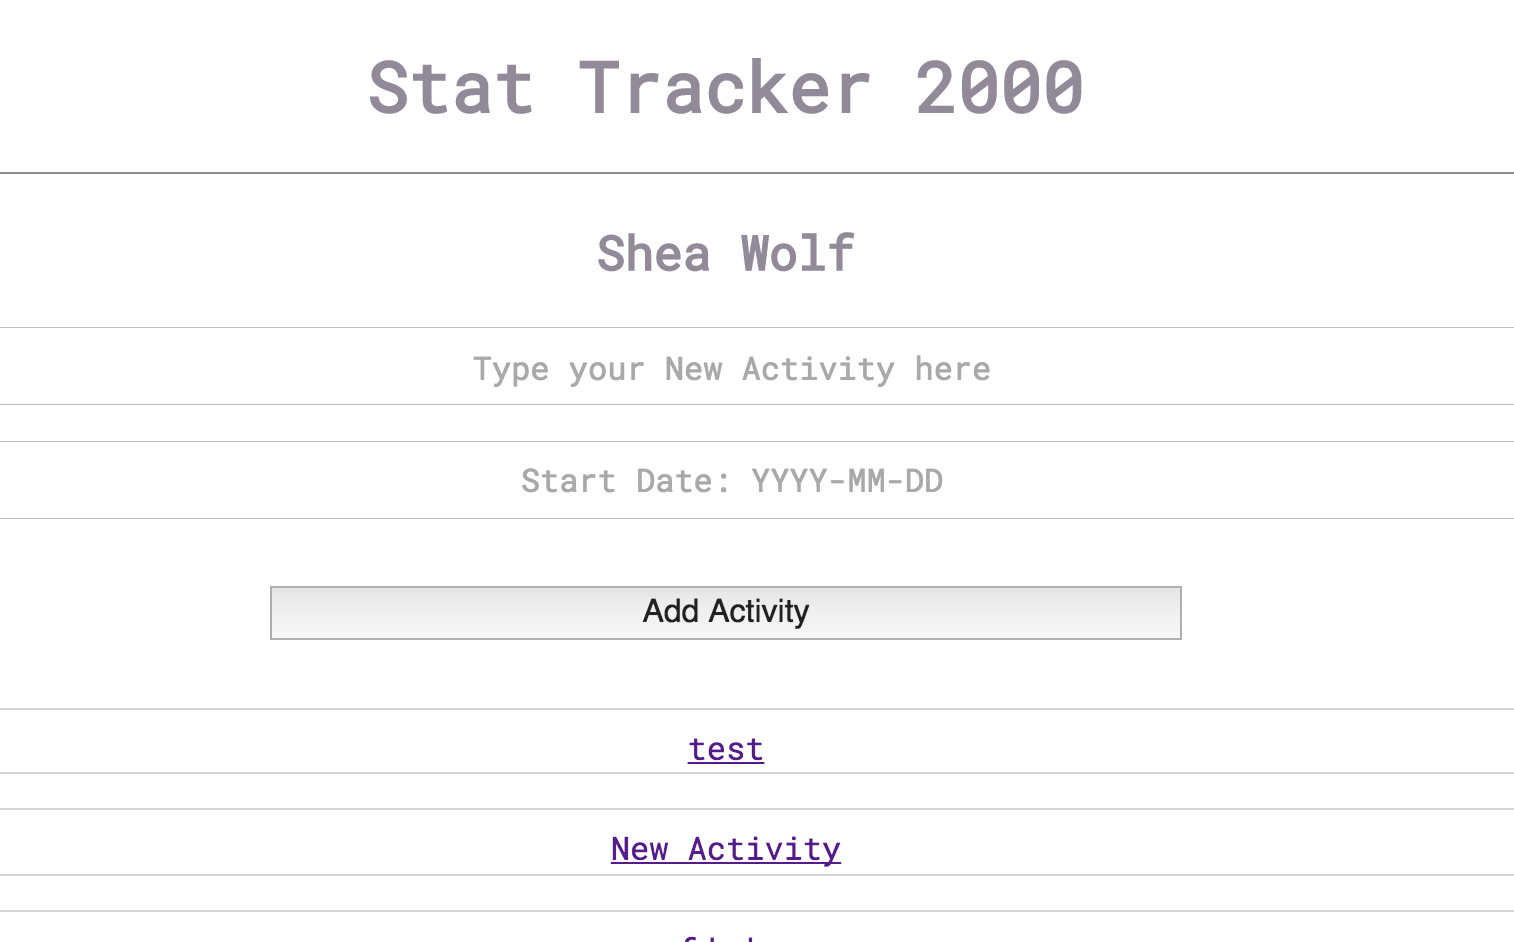 Stat Tracker 2000
Shea Wolf
Type your New Activity here
Start Date: YYYY-MM-DD
Add Activity
test
New Activity